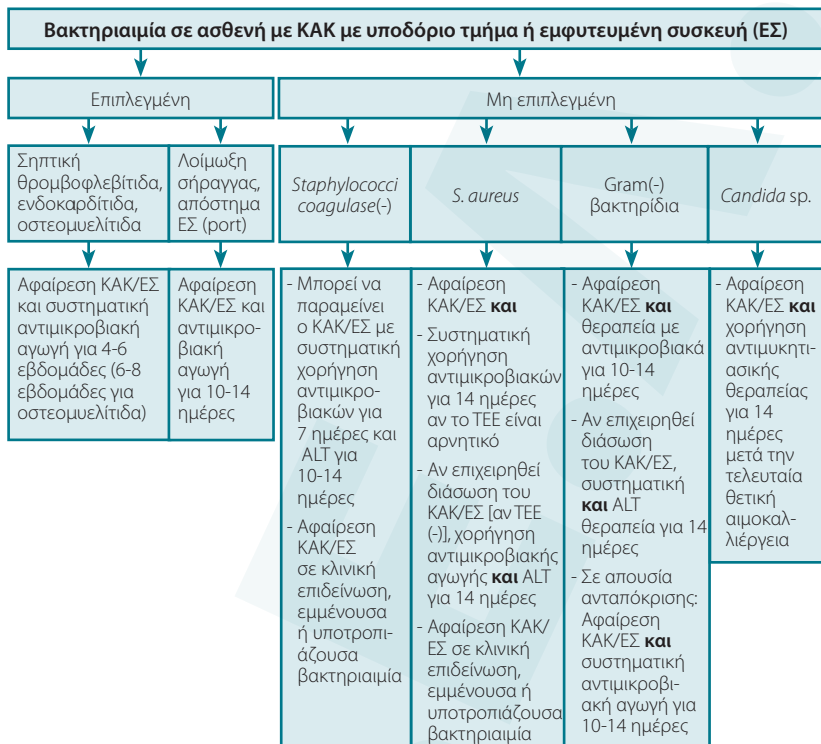 Βακτηριαιμία σε ασθενή με ΚΑΚ με υποδόριο τμήμα ή εμφυτευμένη συσκευή (ΕΣ)
Επιπλεγμένη
Μη επιπλεγμένη
Σηπτική
θρομβοφλεβίτιδα,
ενδοκαρδίτιδα,
οστεομυελίτιδα
Λοίμωξη
σήραγγας,
απόστημα
ΕΣ (port)
Staphylococci
coagulase(-)
S. aureus
Gram(-)
βακτηρίδια
Candida sp.
Αφαίρεση ΚΑΚ/ΕΣ
και συστηματική
αντιμικροβιακή
αγωγή για 4-6
εβδομάδες (6-8
εβδομάδες για
οστεομυελίτιδα)
Αφαίρεση
ΚΑΚ/ΕΣ και
αντιμικρο-
βιακή
αγωγή
για 10-14
ημέρες
- Μπορεί να
παραμείνει
ο ΚΑΚ/ΕΣ με
συστηματική
χορήγηση
αντιμικρο-
βιακών για
7 ημέρες και
ALT για
10-14
ημέρες
- Αφαίρεση
ΚΑΚ/ΕΣ
σε κλινική
επιδείνωση,
εμμένουσα
ή υποτροπι-
άζουσα
βακτηριαιμία
- Αφαίρεση
ΚΑΚ/ΕΣ και
- Συστηματική
χορήγηση
αντιμικροβιακών
για 14 ημέρες
αν το ΤΕΕ είναι
αρνητικό
- Αν επιχειρηθεί
διάσωση του
ΚΑΚ/ΕΣ [αν ΤΕΕ
(-)], χορήγηση
αντιμικροβιακής
αγωγής και ALT
για 14 ημέρες
- Αφαίρεση ΚΑΚ/
ΕΣ σε κλινική
επιδείνωση,
εμμένουσα ή
υποτροπιάζουσα
βακτηριαιμία
- Αφαίρεση
ΚΑΚ/ΕΣ και
θεραπεία με
αντιμικροβιακά
για 10-14
ημέρες
- Αν επιχειρηθεί
διάσωση
του ΚΑΚ/ΕΣ,
συστηματική
και ALT
θεραπεία για 14
ημέρες
- Σε απουσία
ανταπόκρισης:
Αφαίρεση
ΚΑΚ/ΕΣ και
συστηματική
αντιμικροβι-
ακή αγωγή για
10-14 ημέρες
- Αφαίρεση
ΚΑΚ/ΕΣ και
χορήγηση
αντιμυκητι-
ασικής
θεραπείας
για 14
ημέρες
μετά την
τελευταία
θετική
αιμοκαλ-
λιέργεια